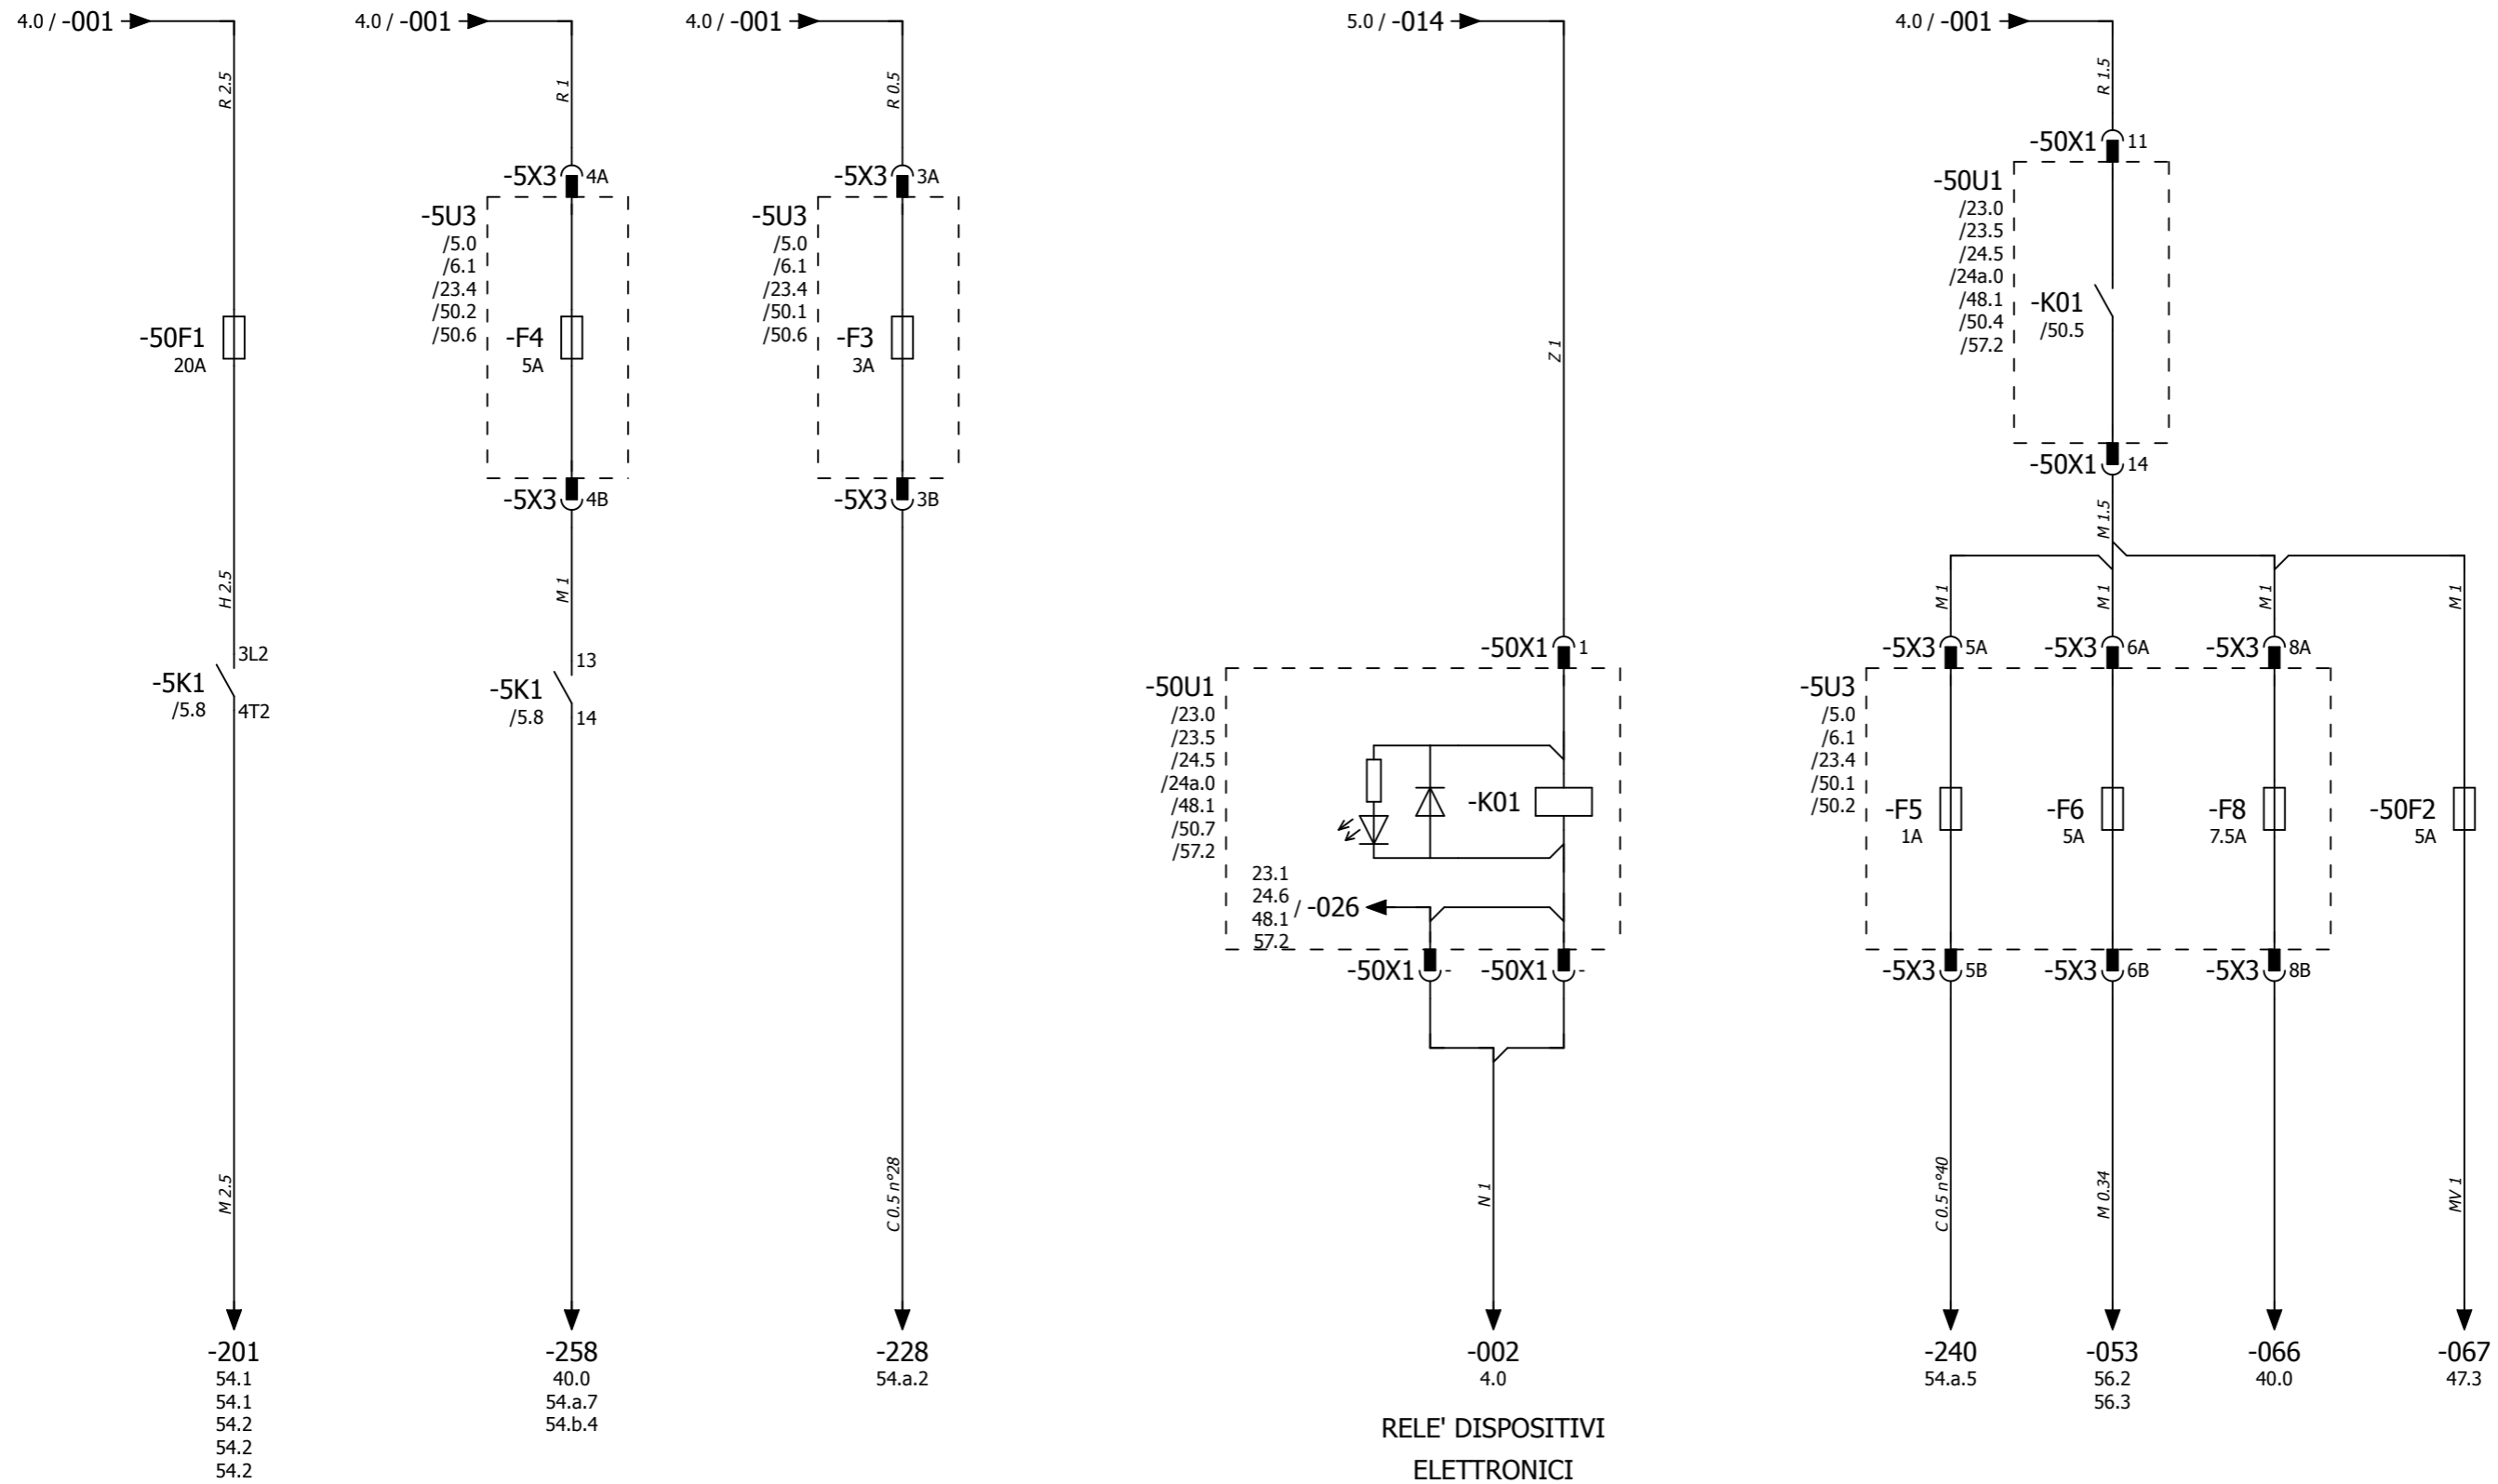 4.0 / -001
4.0 / -001
4.0 / -001
5.0 / -014
4.0 / -001
R 2.5
R 1
R 0.5
Z 1
R 1.5
-50F1
20A
H 2.5
-5K1
/5.8
3L2
4T2
M 2.5
-201
54.1
54.1
54.2
54.2
54.2
-5X3 4A
-5U3
/5.0
/6.1
/23.4
/50.2
/50.6
-F4
5A
-5X3 4B
M 1
-5K1
/5.8
13
14
-258
40.0
54.a.7
54.b.4
-5X3 3A
-5U3
/5.0
/6.1
/23.4
/50.1
/50.6
-F3
3A
-5X3 3B
C 0.5 n°28
-228
54.a.2
-50X1 1
-50U1
/23.0
/23.5
/24.5
/24a.0
/48.1
/50.7
/57.2
-K01
23.1
24.6
48.1
57.2
/ -026
-50X1 -
-50X1 -
N 1
-002
4.0
RELE' DISPOSITIVI
ELETTRONICI
-50X1 11
-50U1
/23.0
/23.5
/24.5
/24a.0
/48.1
/50.4
/57.2
-K01
/50.5
-50X1 14
M 1.5
M 1
M 1
M 1
M 1
-5X3 5A
-5X3 6A
-5X3 8A
-5U3
/5.0
/6.1
/23.4
/50.1
/50.2
-F5
1A
-F6
5A
-F8
7.5A
-50F2
5A
-5X3 5B
-5X3 6B
-5X3 8B
C 0.5 n°40
M 0.34
MV 1
-240
54.a.5
-053
56.2
56.3
-066
40.0
-067
47.3